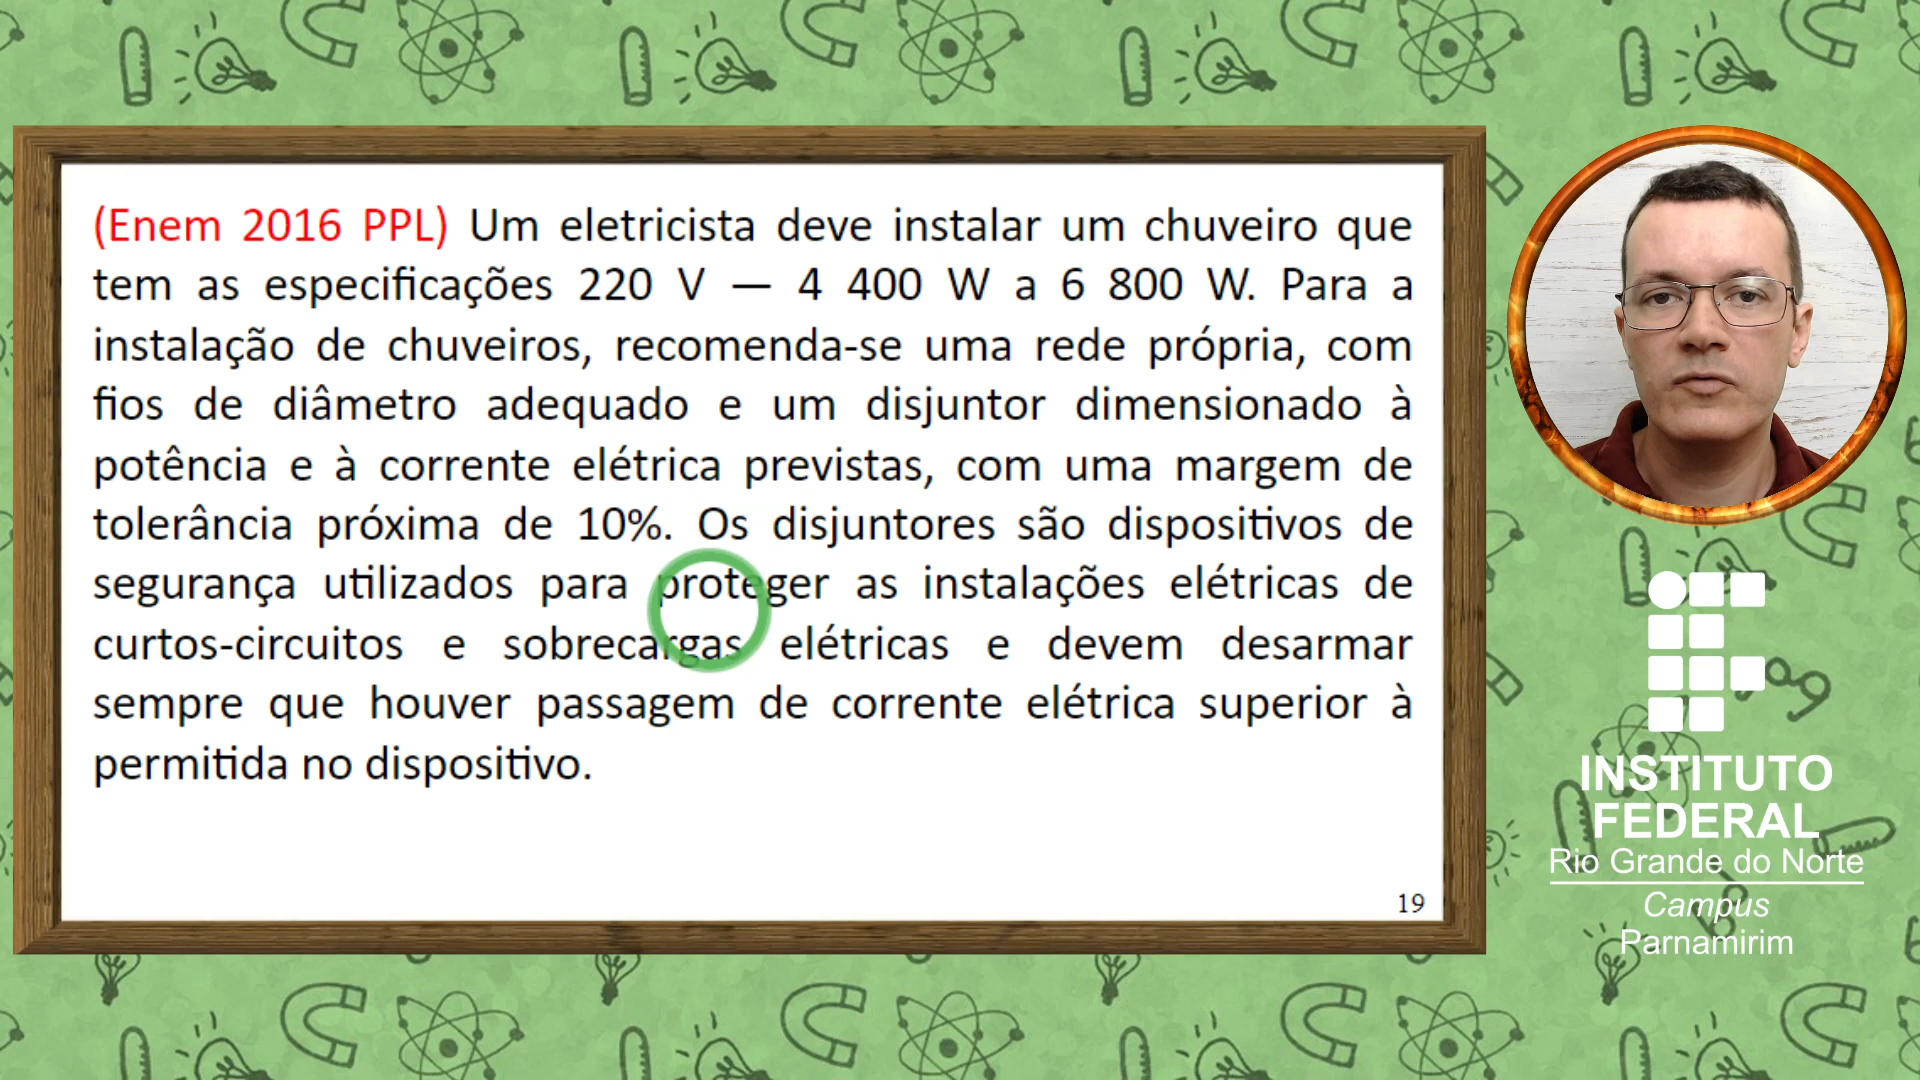 (Enem 2016 PPL) Um eletricista deve instalar um chuveiro que
tem as especificações 220 V — 4 400 W a 6 800 W. Para a
instalação de chuveiros, recomenda-se uma rede própria, com
fios de diâmetro adequado e um disjuntor dimensionado à
potência e à corrente elétrica previstas, com uma margem de
tolerância próxima de 10%. Os disjuntores são dispositivos de
segurança utilizados para proteger as instalações elétricas de
curtos-circuitos e sobrecargas elétricas e devem desarmar
sempre que houver passagem de corrente elétrica superior à
permitida no dispositivo.
19
INSTITUTO
FEDERAL
Rio Grande do Norte
Campus
Parnamirim